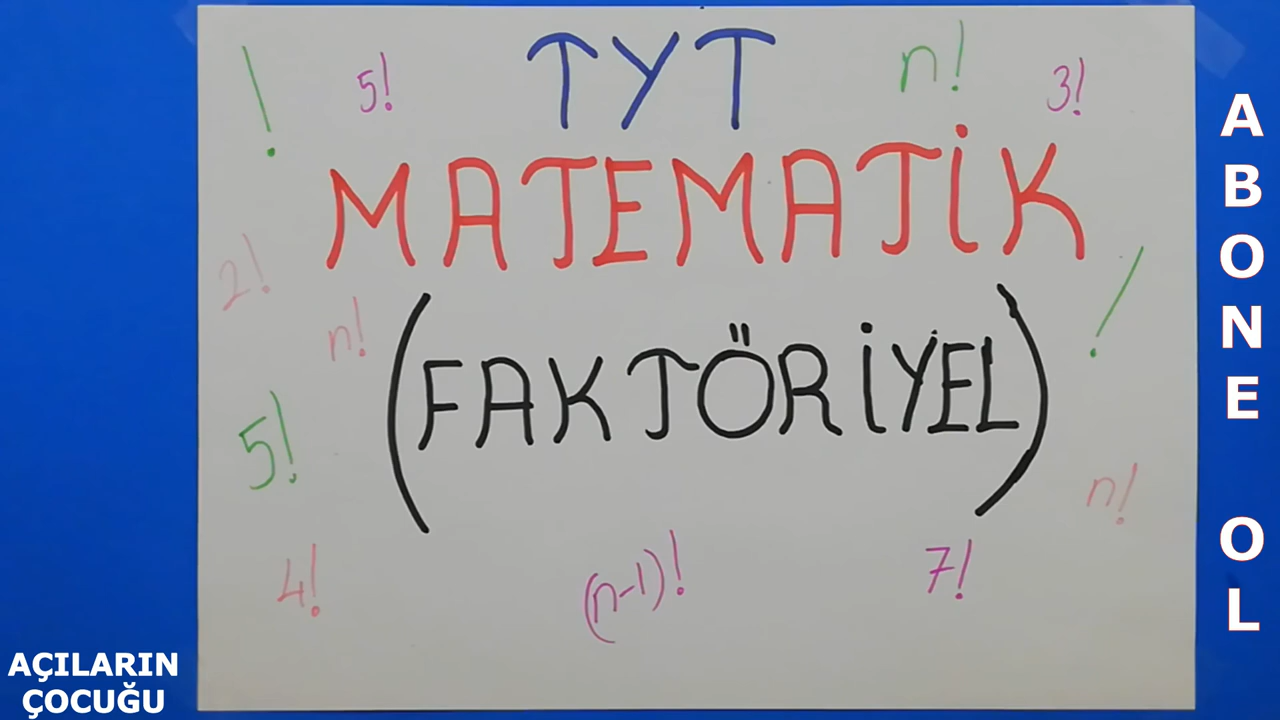 TYT
MATEMATİK
(FAKTÖRİYEL)
!
5!
n!
3!
2!
n!
!
5!
n!
4!
(n-1)!
7!
ABONE OL
AÇILARIN
ÇOCUĞU